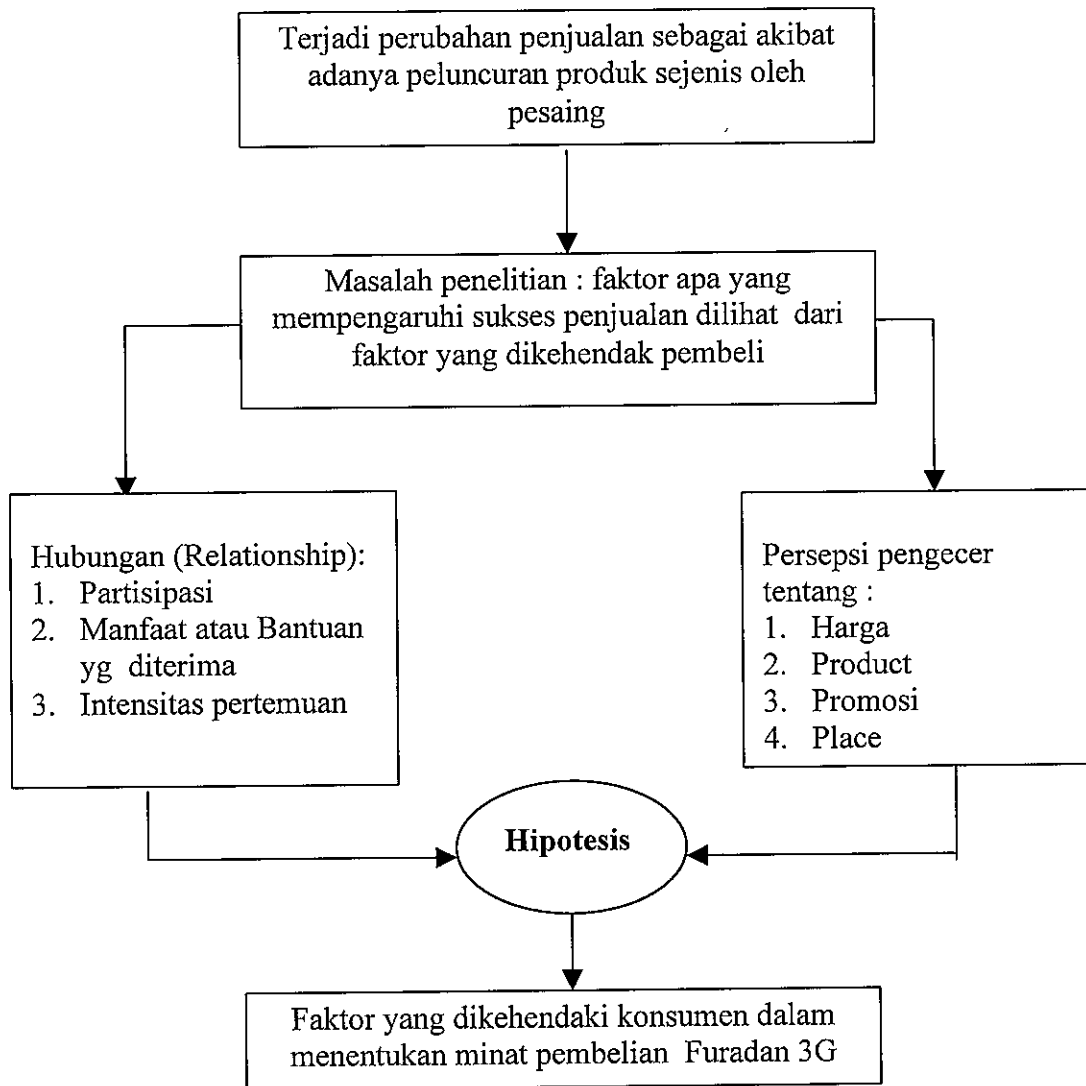 Terjadi perubahan penjualan sebagai akibat
adanya peluncuran produk sejenis oleh
pesaing
Masalah penelitian : faktor apa yang
mempengaruhi sukses penjualan dilihat dari
faktor yang dikehendak pembeli
Hubungan (Relationship):
1. Partisipasi
2. Manfaat atau Bantuan
yg diterima
3. Intensitas pertemuan
Persepsi pengecer
tentang :
1. Harga
2. Product
3. Promosi
4. Place
Hipotesis
Faktor yang dikehendaki konsumen dalam
menentukan minat pembelian Furadan 3G